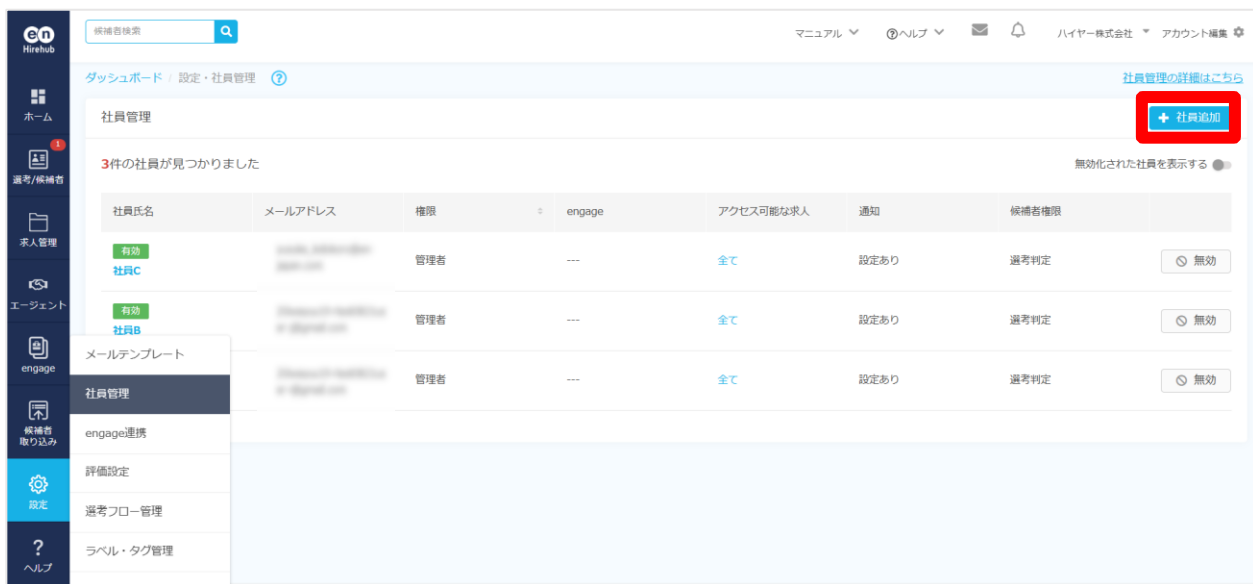 en
Hirehub
候補者検索
マニュアル
?ヘルプ
ハイヤー株式会社
アカウント編集
ダッシュボード / 設定・社員管理 ?
社員管理の詳細はこちら
ホーム
社員管理
+ 社員追加
1
選考/候補者
3件の社員が見つかりました
無効化された社員を表示する
社員氏名 メールアドレス 権限 engage アクセス可能な求人 通知 候補者権限
求人管理
有効
社員C
管理者 --- 全て 設定あり 選考判定 無効
エージェント
有効
社員B
管理者 --- 全て 設定あり 選考判定 無効
engage
メールテンプレート
管理者 --- 全て 設定あり 選考判定 無効
社員管理
候補者
取り込み
engage連携
評価設定
設定
選考フロー管理
?
ヘルプ
ラベル・タグ管理